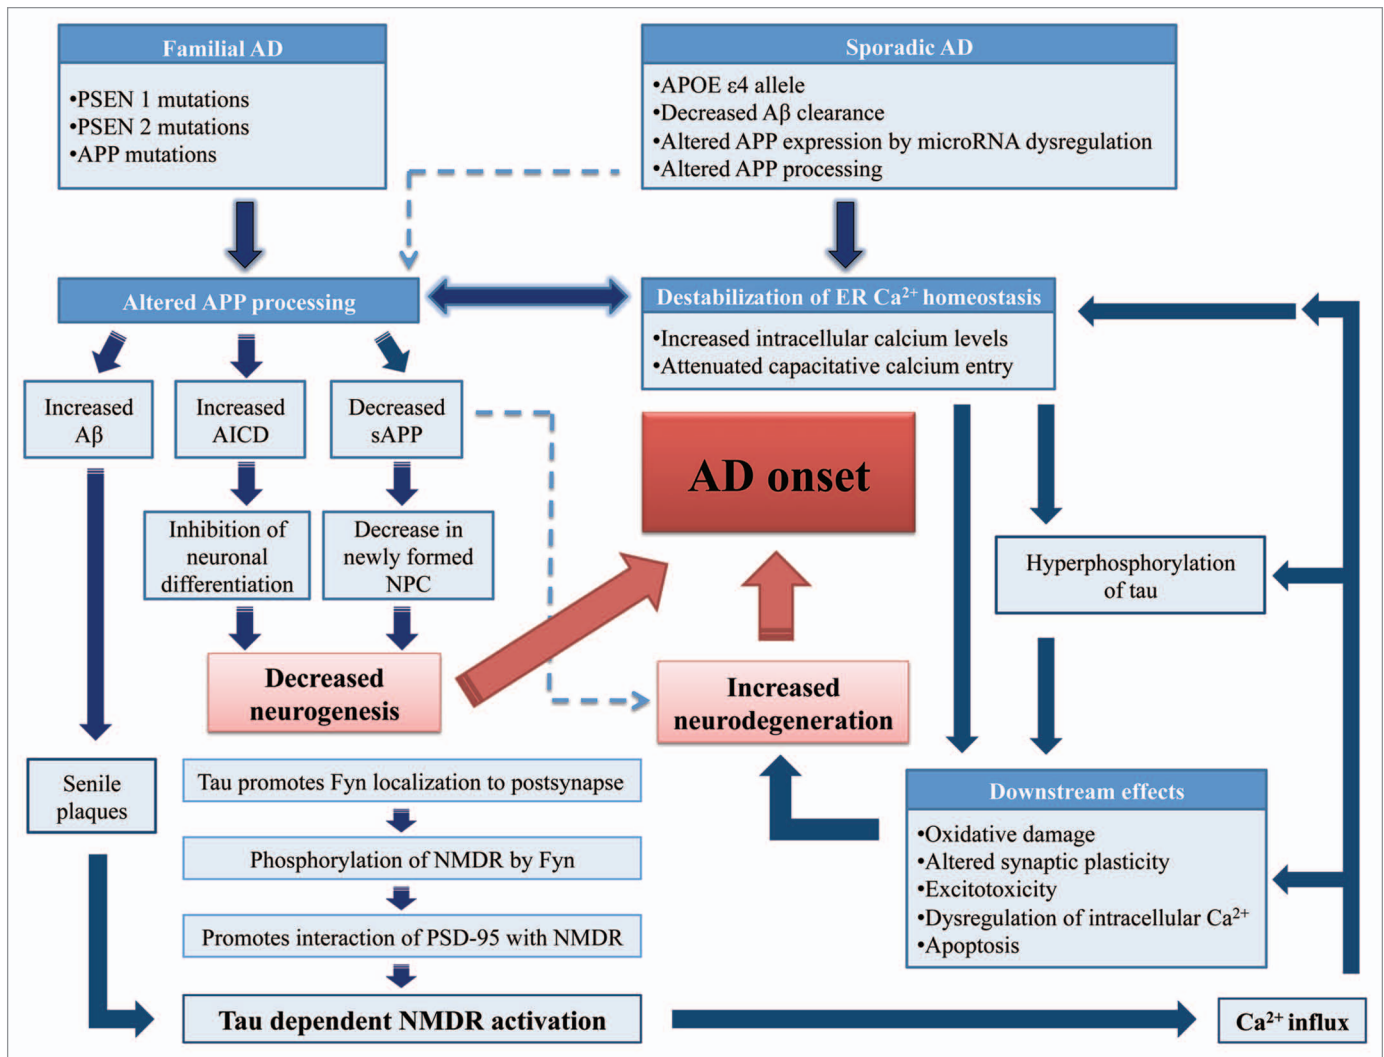 Familial AD
•PSEN 1 mutations
•PSEN 2 mutations
•APP mutations
Sporadic AD
•APOE ε4 allele
•Decreased Aβ clearance
•Altered APP expression by microRNA dysregulation
•Altered APP processing
Altered APP processing
Destabilization of ER Ca²⁺ homeostasis
•Increased intracellular calcium levels
•Attenuated capacitative calcium entry
Increased
Aβ
Increased
AICD
Decreased
sAPP
AD onset
Inhibition of
neuronal
differentiation
Decrease in
newly formed
NPC
Hyperphosphorylation
of tau
Decreased
neurogenesis
Increased
neurodegeneration
Senile
plaques
Tau promotes Fyn localization to postsynapse
Phosphorylation of NMDR by Fyn
Promotes interaction of PSD-95 with NMDR
Tau dependent NMDR activation
Downstream effects
•Oxidative damage
•Altered synaptic plasticity
•Excitotoxicity
•Dysregulation of intracellular Ca²⁺
•Apoptosis
Ca²⁺ influx